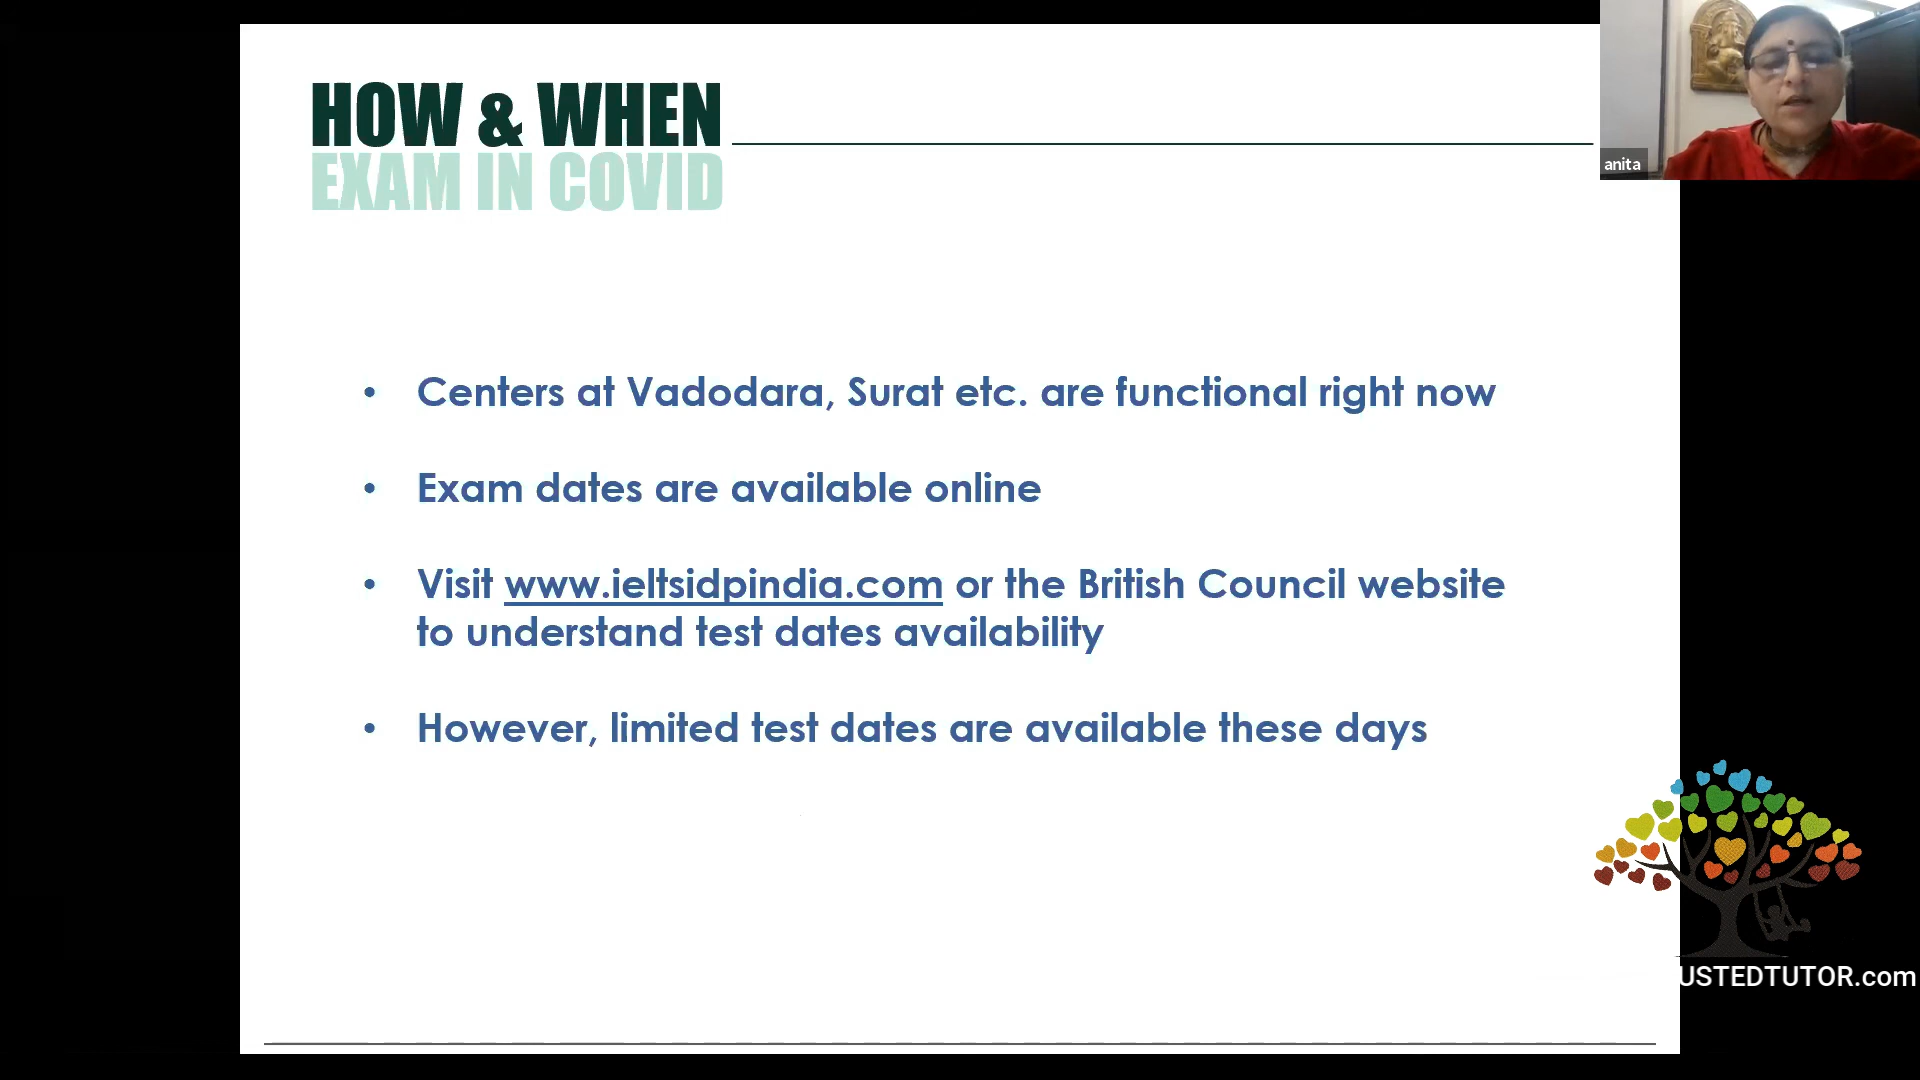 HOW & WHEN
EXAM IN COVID
anita
• Centers at Vadodara, Surat etc. are functional right now
• Exam dates are available online
• Visit www.ieltsidpindia.com or the British Council website
to understand test dates availability
• However, limited test dates are available these days
USTEDTUTOR.com